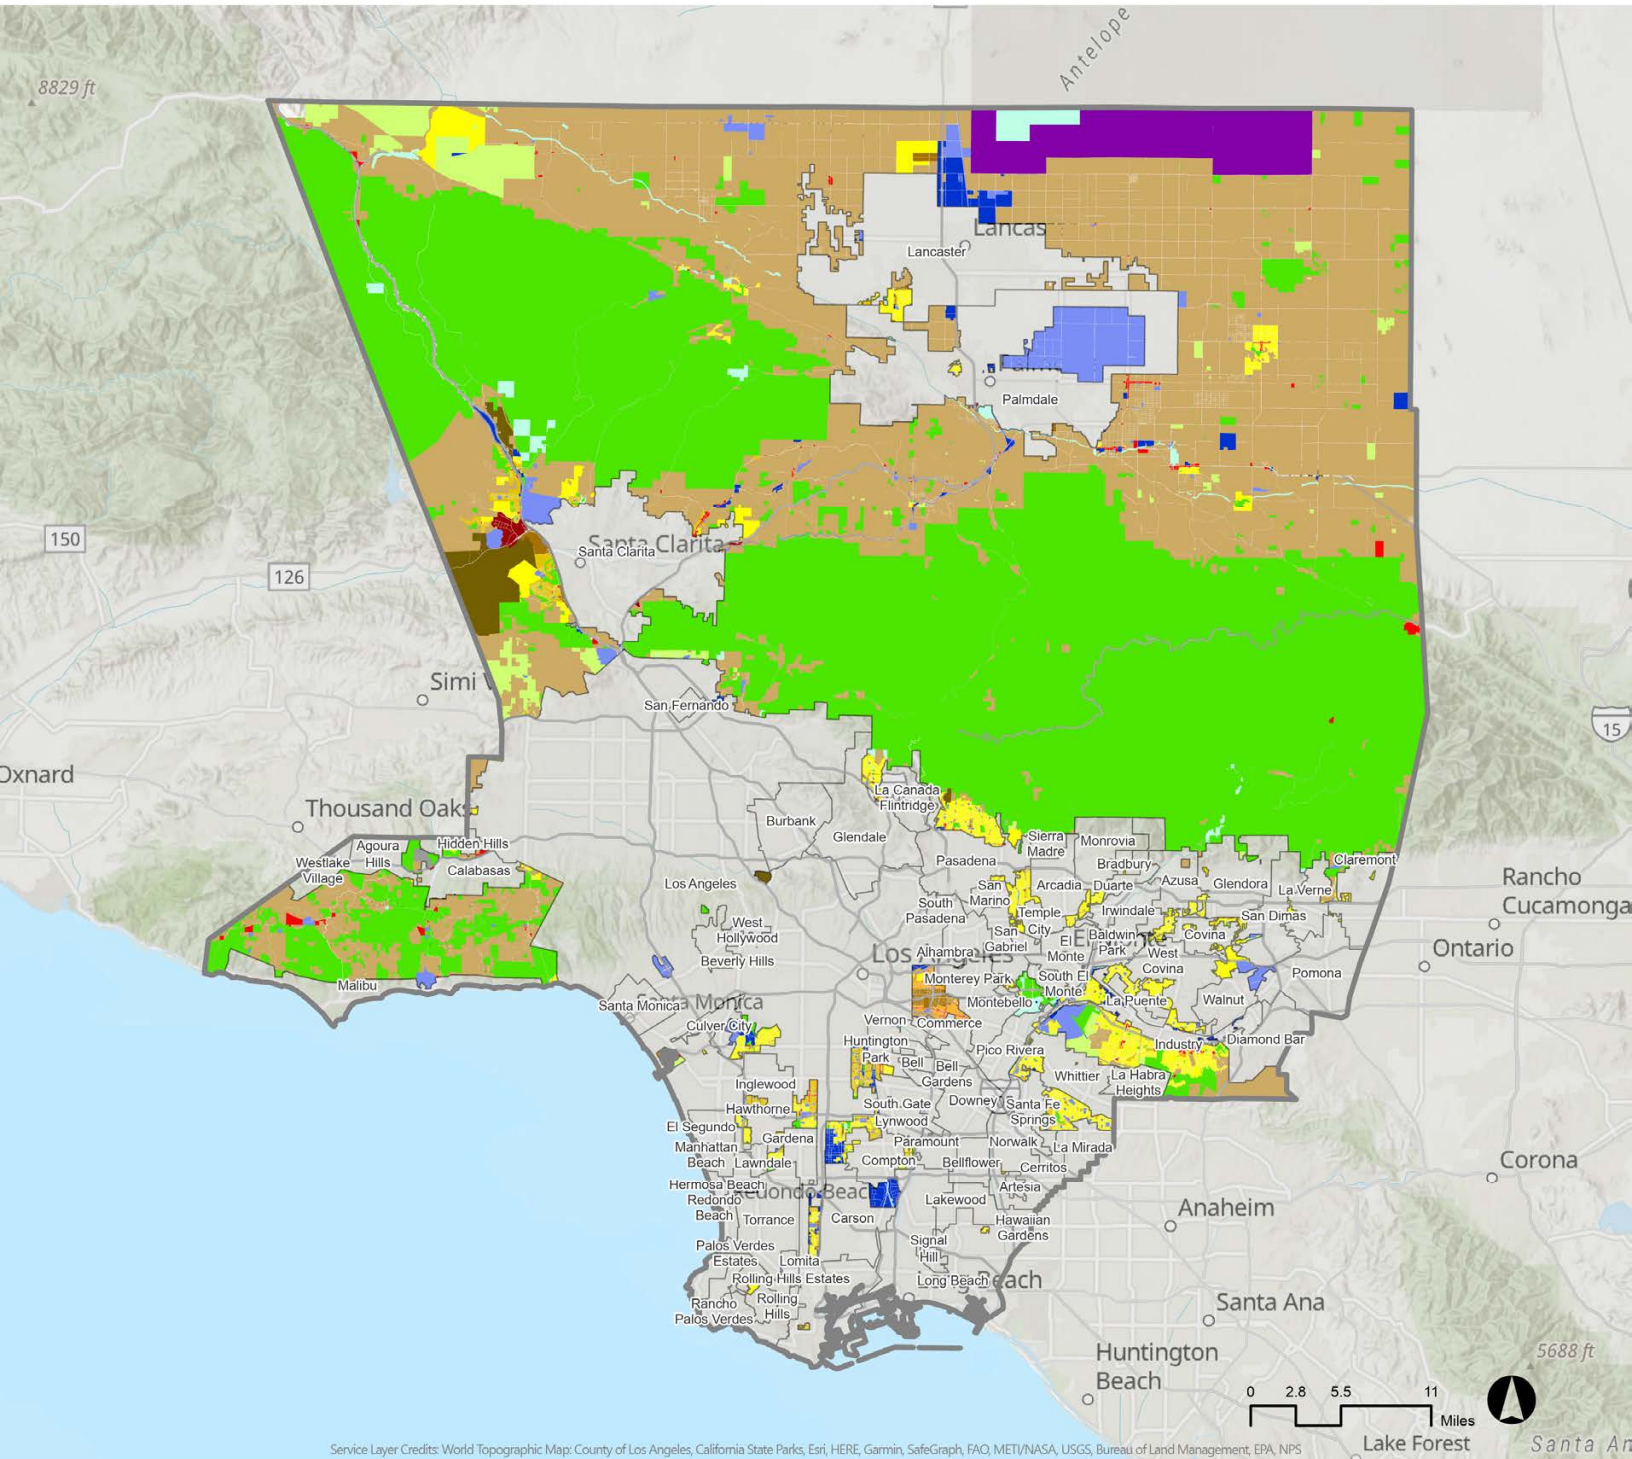 Antelope
8829 ft
Lancas
Lancaster
Palmdale
150
126
Santa Clarita
Santa Clarita
Simi V
San Fernando
15
Oxnard
Thousand Oaks
Burbank
La Canada
Flintridge
Glendale
Agoura
Hills
Hidden Hills
Westlake
Village
Calabasas
Sierra
Madre
Monrovia
Pasadena
Bradbury
Claremont
Los Angeles
San
Marino
Arcadia
Duarte
Azusa
Glendora
La Verne
Rancho
Cucamonga
South
Pasadena
Temple
City
Irwindale
San Dimas
West
Hollywood
San
Gabriel
El
Monte
Baldwin
Park
Covina
Ontario
Beverly Hills
Los Angeles
Alhambra
El Monte
West
Covina
Pomona
Malibu
Monterey Park
South El
Monte
Walnut
Santa Monica
Santa Monica
Montebello
La Puente
Culver City
Vernon
Commerce
Industry
Diamond Bar
Huntington
Park
Bell
Bell
Gardens
Pico Rivera
Whittier
La Habra
Heights
Inglewood
Hawthorne
South Gate
Downey
Santa Fe
Springs
El Segundo
Lynwood
Manhattan
Beach
Gardena
Paramount
Norwalk
La Mirada
Lawndale
Compton
Bellflower
Cerritos
Corona
Hermosa Beach
Redondo Beach
Artesia
Redondo
Beach
Lakewood
Torrance
Carson
Hawaiian
Gardens
Anaheim
Palos Verdes
Estates
Lomita
Signal
Hill
Rolling Hills Estates
Long Beach
Long Beach
Rancho
Palos Verdes
Rolling
Hills
Santa Ana
Huntington
Beach
5688 ft
0 2.8 5.5 11
Miles
Lake Forest
Santa An
Service Layer Credits: World Topographic Map: County of Los Angeles, California State Parks, Esri, HERE, Garmin, SafeGraph, FAO, METI/NASA, USGS, Bureau of Land Management, EPA, NPS